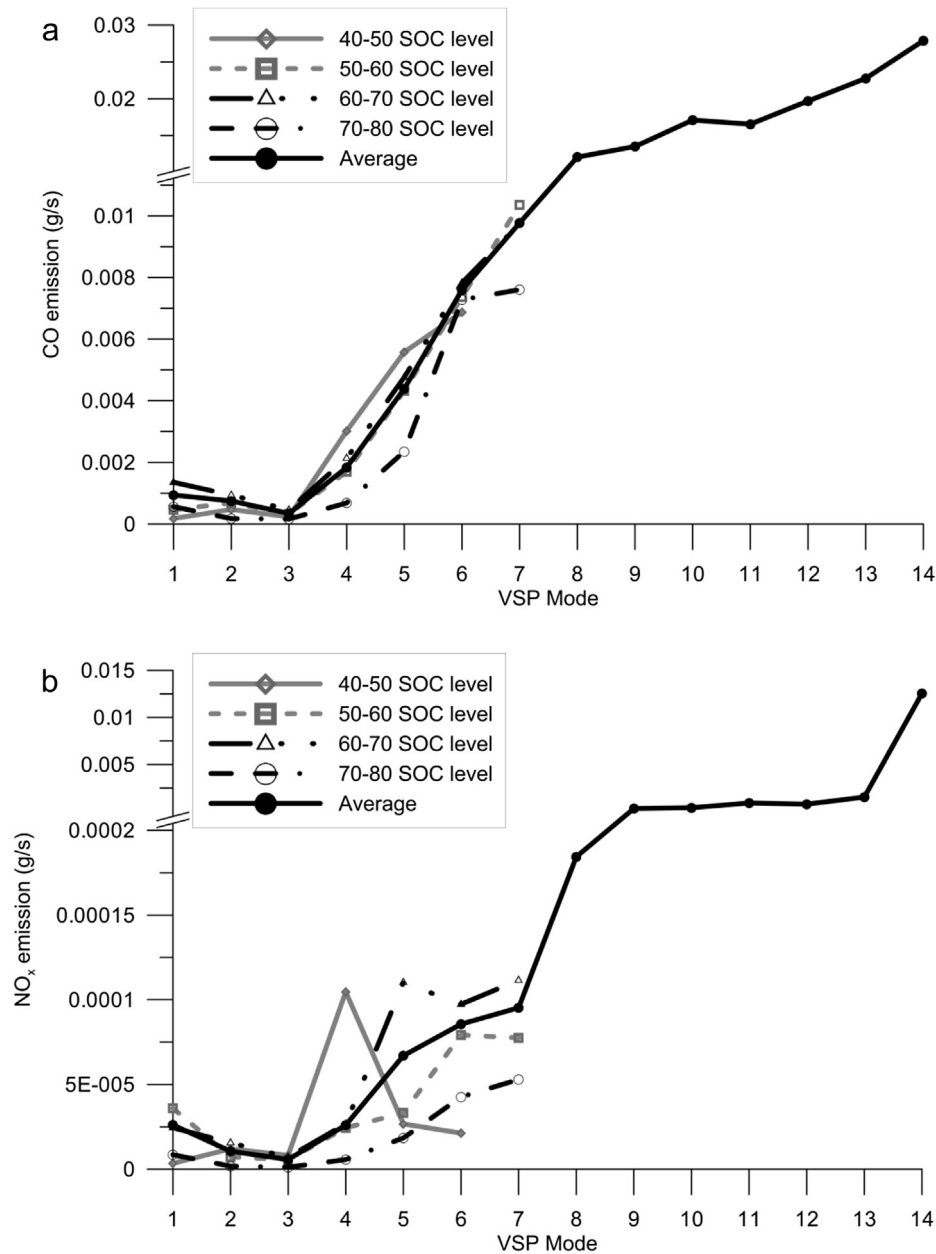 a
0.03
0.02
0.01
0.008
0.006
0.004
0.002
0
CO emission (g/s)
40-50 SOC level
50-60 SOC level
60-70 SOC level
70-80 SOC level
Average
1 2 3 4 5 6 7 8 9 10 11 12 13 14
VSP Mode
b
0.015
0.01
0.005
0.0002
0.00015
0.0001
5E-005
0
NOx emission (g/s)
40-50 SOC level
50-60 SOC level
60-70 SOC level
70-80 SOC level
Average
1 2 3 4 5 6 7 8 9 10 11 12 13 14
VSP Mode